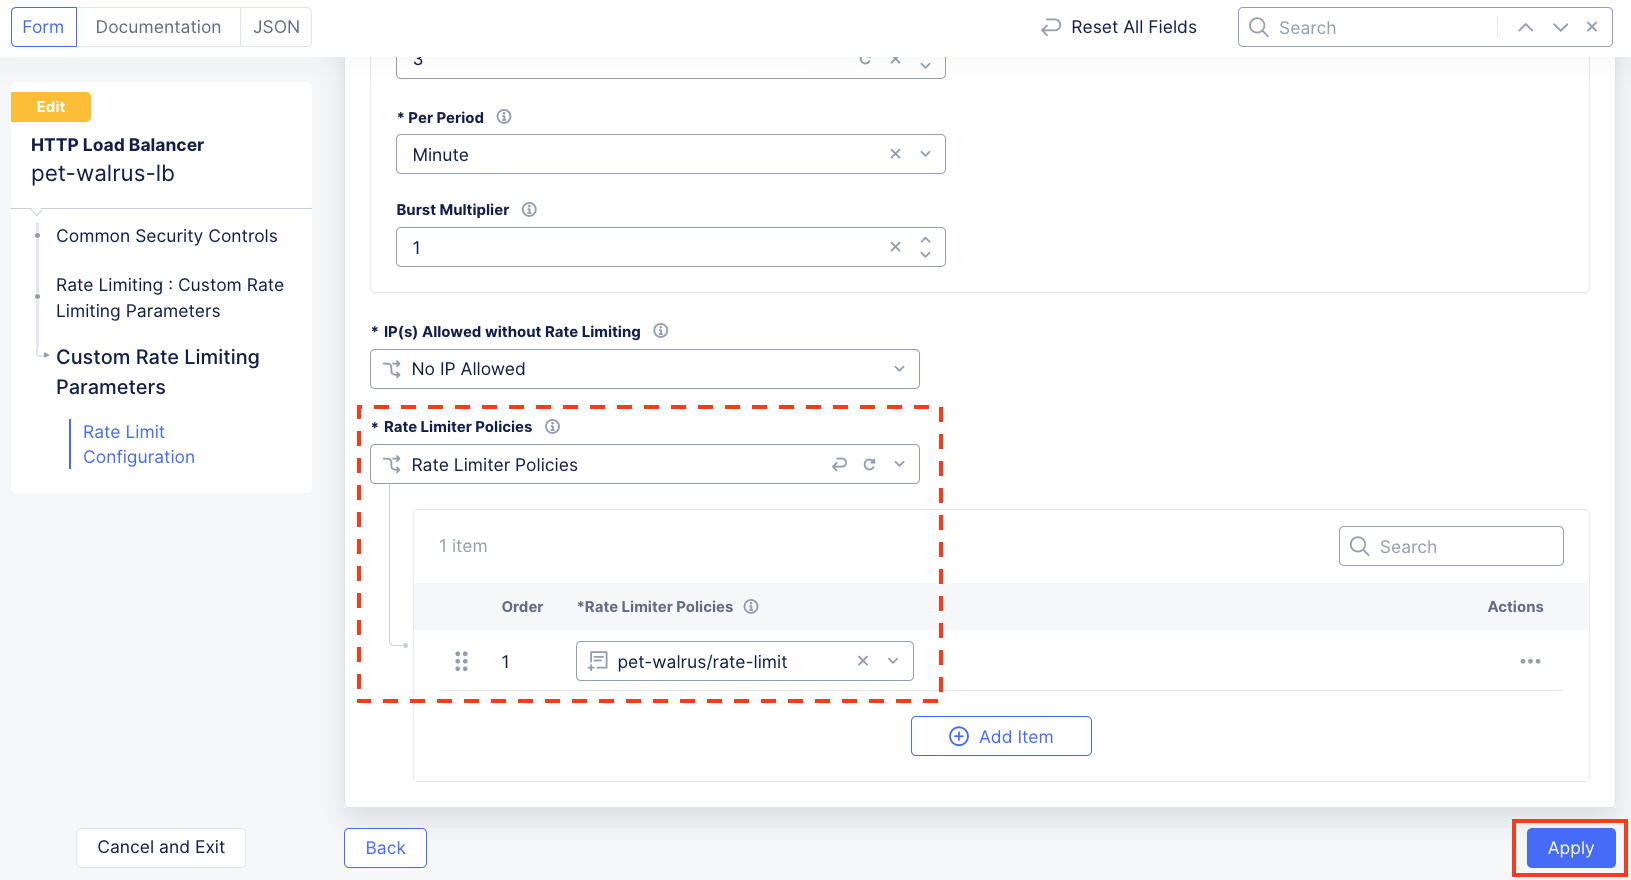 Form
Documentation
JSON
Reset All Fields
Search
Edit
HTTP Load Balancer
pet-walrus-lb
Common Security Controls
Rate Limiting : Custom Rate
Limiting Parameters
Custom Rate Limiting
Parameters
Rate Limit
Configuration
3
* Per Period
Minute
Burst Multiplier
1
* IP(s) Allowed without Rate Limiting
No IP Allowed
* Rate Limiter Policies
Rate Limiter Policies
1 item
Search
Order
*Rate Limiter Policies
Actions
1
pet-walrus/rate-limit
Add Item
Cancel and Exit
Back
Apply